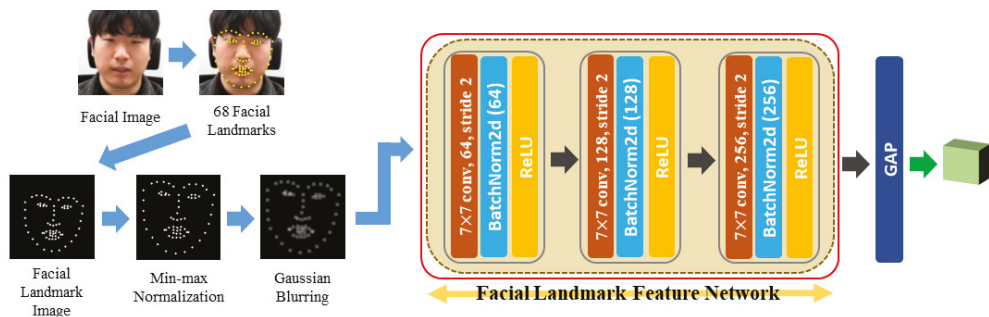 Facial Image
68 Facial
Landmarks
Facial
Landmark
Image
Min-max
Normalization
Gaussian
Blurring
7×7 conv, 64, stride 2
BatchNorm2d (64)
ReLU
7×7 conv, 128, stride 2
BatchNorm2d (128)
ReLU
7×7 conv, 256, stride 2
BatchNorm2d (256)
ReLU
Facial Landmark Feature Network
GAP